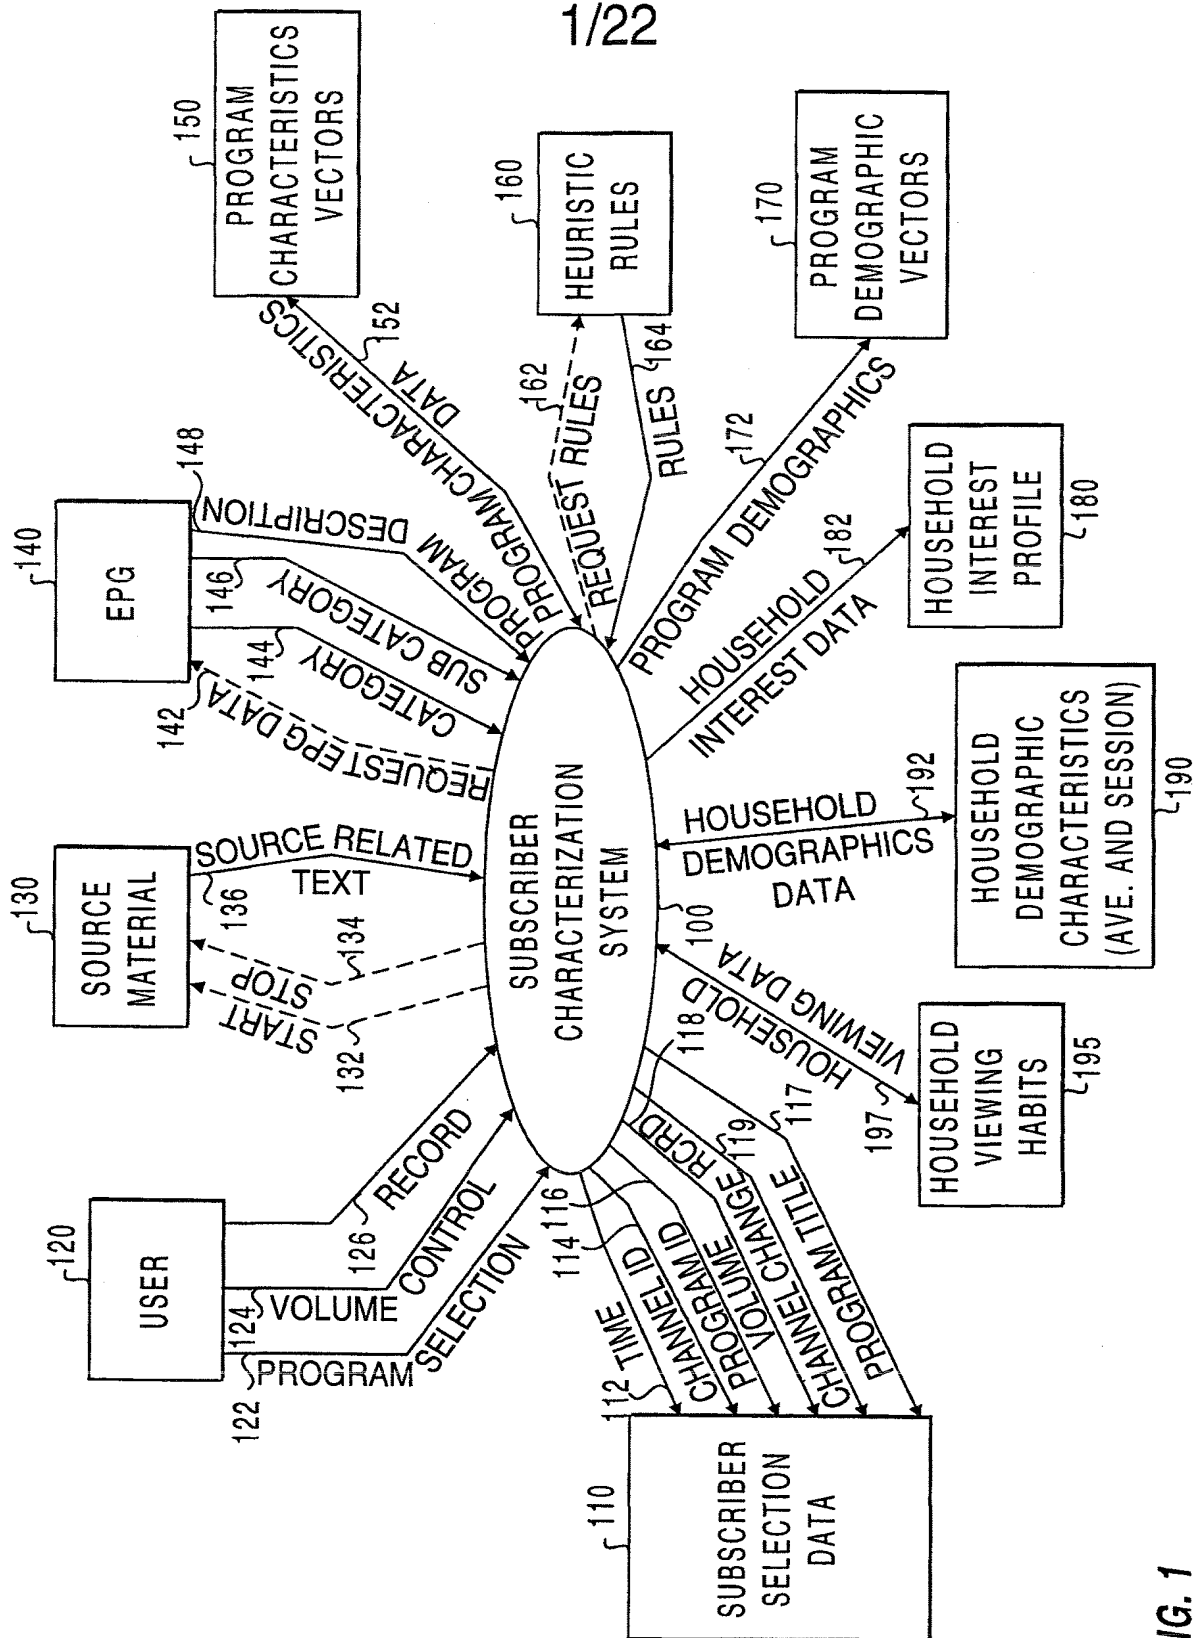 1/22
120
USER
122
PROGRAM
SELECTION
124
VOLUME
CONTROL
126
RECORD
130
SOURCE
MATERIAL
132
START
134
STOP
136
SOURCE RELATED
TEXT
140
EPG
142
REQUEST EPG DATA
144
CATEGORY
146
SUB CATEGORY
148
PROGRAM DESCRIPTION
150
PROGRAM
CHARACTERISTICS
VECTORS
152
PROGRAM CHARACTERISTICS
DATA
160
HEURISTIC
RULES
162
REQUEST RULES
164
RULES
170
PROGRAM
DEMOGRAPHIC
VECTORS
172
PROGRAM DEMOGRAPHICS
HOUSEHOLD
INTEREST
PROFILE
180
HOUSEHOLD
INTEREST DATA
182
HOUSEHOLD
DEMOGRAPHIC
CHARACTERISTICS
(AVE. AND SESSION)
190
HOUSEHOLD
DEMOGRAPHICS
DATA
192
HOUSEHOLD
VIEWING
HABITS
195
HOUSEHOLD
VIEWING DATA
197
SUBSCRIBER
CHARACTERIZATION
SYSTEM
100
110
SUBSCRIBER
SELECTION
DATA
112
TIME
114
CHANNEL ID
116
PROGRAM ID
VOLUME
118
CHANGE RCRD
119
CHANNEL CHANGE
117
PROGRAM TITLE
IG. 1